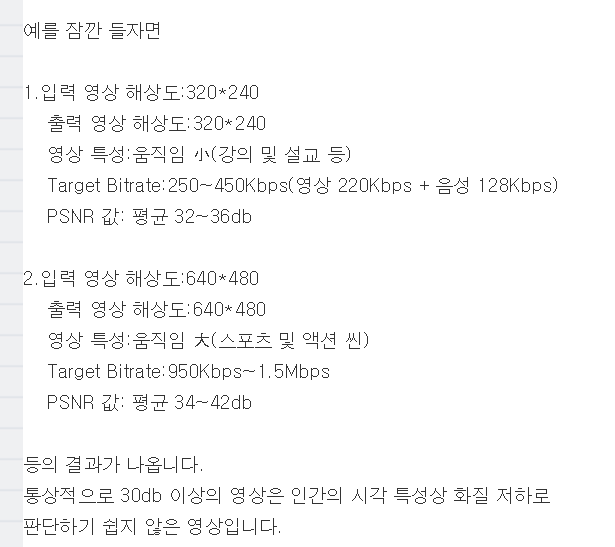 예를 잠깐 들자면
1.입력 영상 해상도:320*240
출력 영상 해상도:320*240
영상 특성:움직임 小(강의 및 설교 등)
Target Bitrate:250~450Kbps(영상 220Kbps + 음성 128Kbps)
PSNR 값: 평균 32~36db
2.입력 영상 해상도:640*480
출력 영상 해상도:640*480
영상 특성:움직임 大(스포츠 및 액션 씬)
Target Bitrate:950Kbps~1.5Mbps
PSNR 값: 평균 34~42db
등의 결과가 나옵니다.
통상적으로 30db 이상의 영상은 인간의 시각 특성상 화질 저하로
판단하기 쉽지 않은 영상입니다.